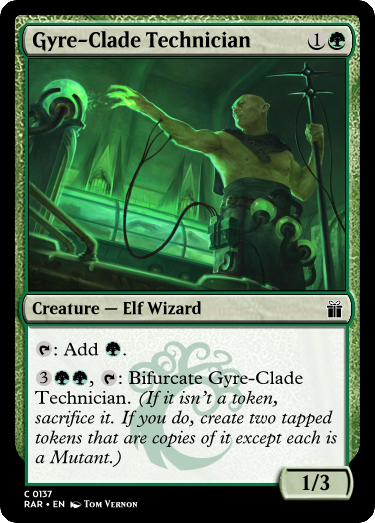 Gyre-Clade Technician 1
Creature — Elf Wizard
: Add .
3, : Bifurcate Gyre-Clade
Technician. (If it isn't a token,
sacrifice it. If you do, create two tapped
tokens that are copies of it except each is
a Mutant.)
1/3
C 0137
RAR • EN Tom Vernon